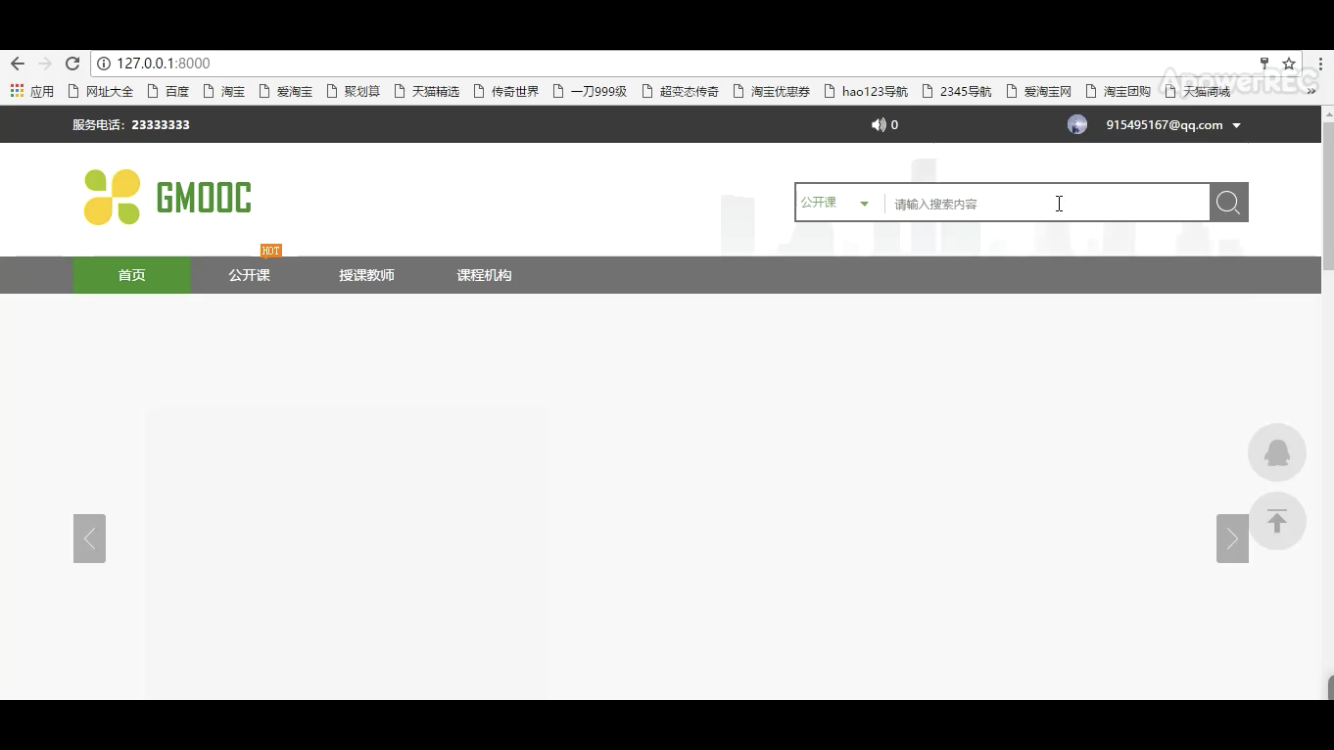 127.0.0.1:8000
ApowerREC
应用 网址大全 百度 淘宝 爱淘宝 聚划算 天猫精选 传奇世界 一刀999级 超变态传奇 淘宝优惠券 hao123导航 2345导航 爱淘宝网 淘宝团购 天猫商城 »
服务电话: 23333333 0 915495167@qq.com
GMOOC 公开课 请输入搜索内容
HOT
首页 公开课 授课教师 课程机构